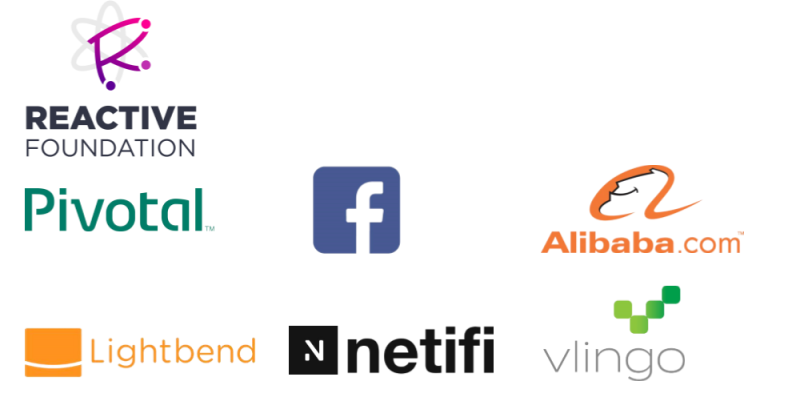 REACTIVE
FOUNDATION
Pivotal™
f
Alibaba.com™
Lightbend
N netifi
vlingo